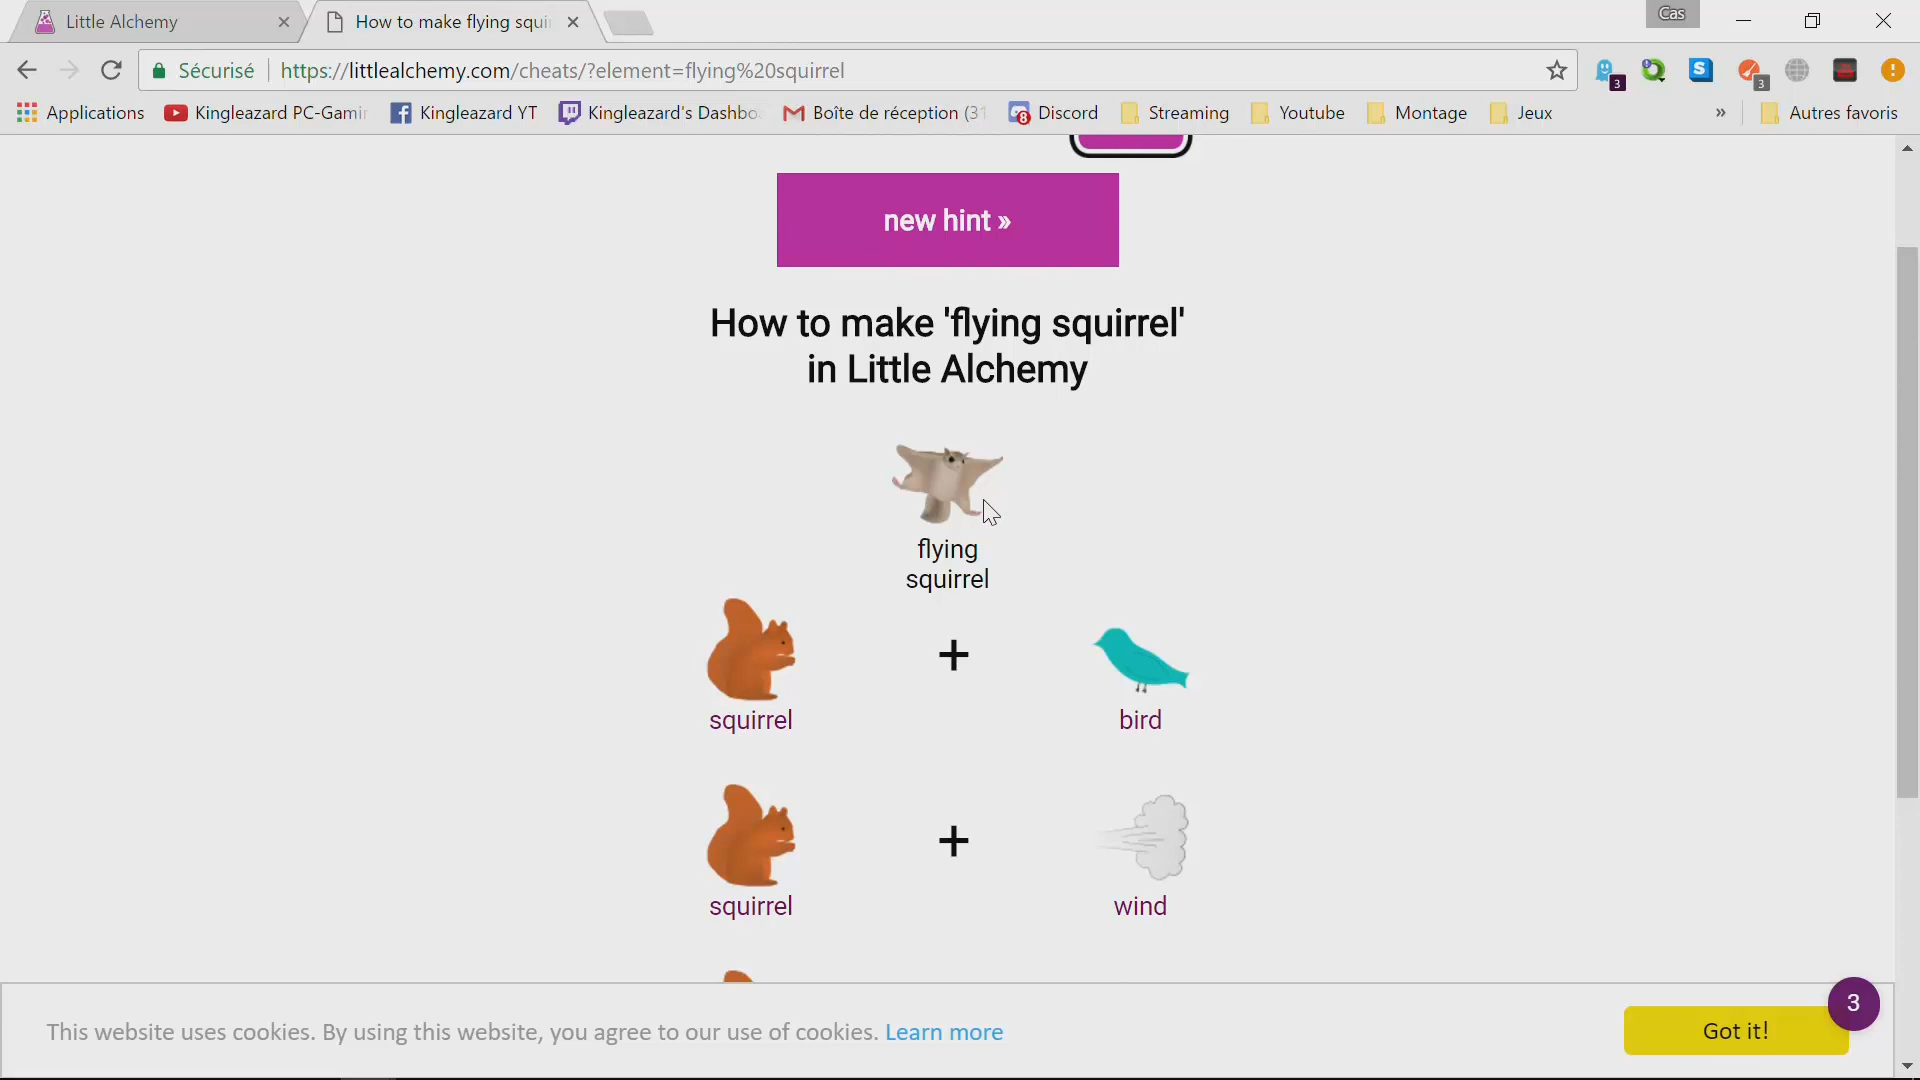 Little Alchemy
How to make flying squi
Cas
Sécurisé
https://littlealchemy.com/cheats/?element=flying%20squirrel
3
S
3
Applications
Kingleazard PC-Gami
Kingleazard YT
Kingleazard's Dashbo
Boîte de réception (31
8
Discord
Streaming
Youtube
Montage
Jeux
»
Autres favoris
new hint »
How to make 'flying squirrel'
in Little Alchemy
flying
squirrel
+
squirrel
bird
+
squirrel
wind
This website uses cookies. By using this website, you agree to our use of cookies. Learn more
Got it!
3